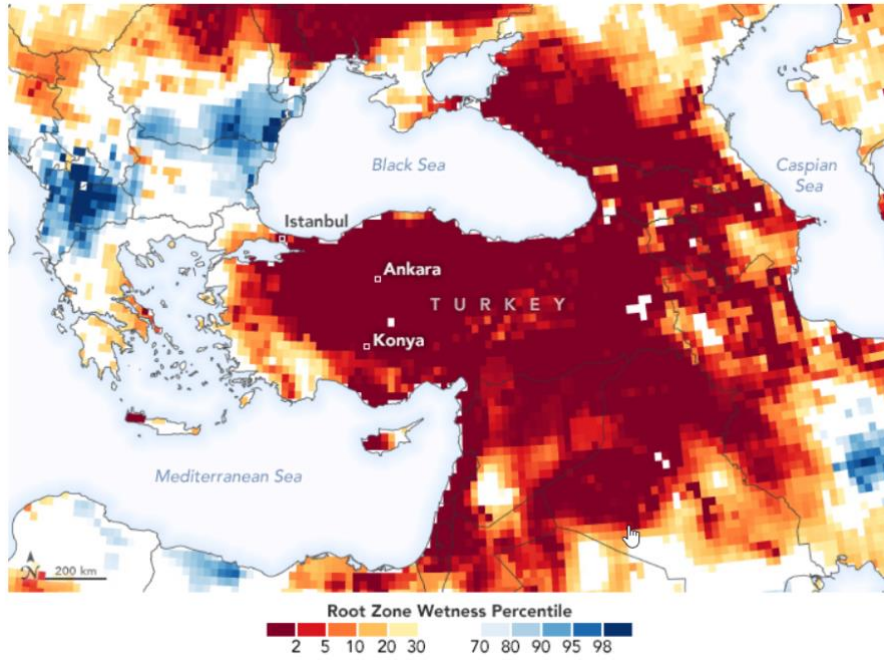 Black Sea
Caspian
Sea
Istanbul
Ankara
TURKEY
Konya
Mediterranean Sea
N
200 km
Root Zone Wetness Percentile
2 5 10 20 30 70 80 90 95 98